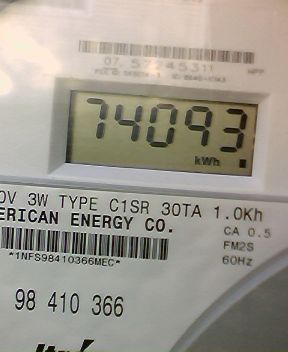 07 57245311
74093
kWh
0V 3W TYPE C1SR 30TA 1.0Kh
ERICAN ENERGY CO.
CA 0.5
FM2S
*1NFS98410366MEC*
60Hz
98 410 366